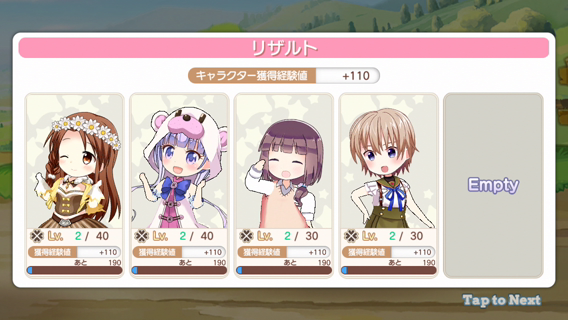 リザルト
キャラクター獲得経験値 +110
Lv. 2 / 40
獲得経験値 +110
あと 190
Lv. 2 / 40
獲得経験値 +110
あと 190
Lv. 2 / 30
獲得経験値 +110
あと 190
Lv. 2 / 30
獲得経験値 +110
あと 190
Empty
Tap to Next